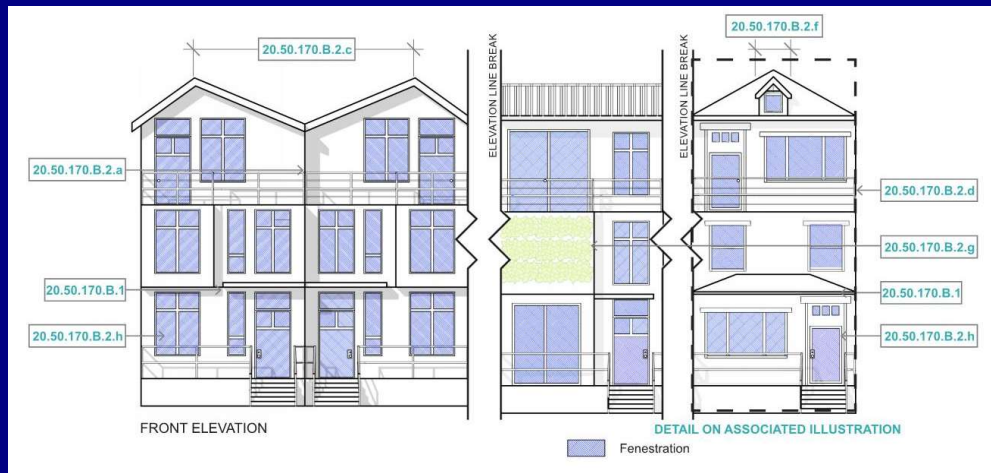 20.50.170.B.2.f
20.50.170.B.2.c
ELEVATION LINE BREAK
ELEVATION LINE BREAK
20.50.170.B.2.a
20.50.170.B.2.d
20.50.170.B.2.g
20.50.170.B.1
20.50.170.B.1
20.50.170.B.2.h
20.50.170.B.2.h
FRONT ELEVATION
DETAIL ON ASSOCIATED ILLUSTRATION
Fenestration